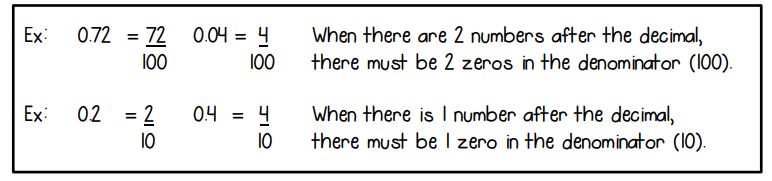 Ex: 0.72 = 72 0.04 = 4 When there are 2 numbers after the decimal,
100 100 there must be 2 zeros in the denominator (100).
Ex: 0.2 = 2 0.4 = 4 When there is 1 number after the decimal,
10 10 there must be 1 zero in the denominator (10).